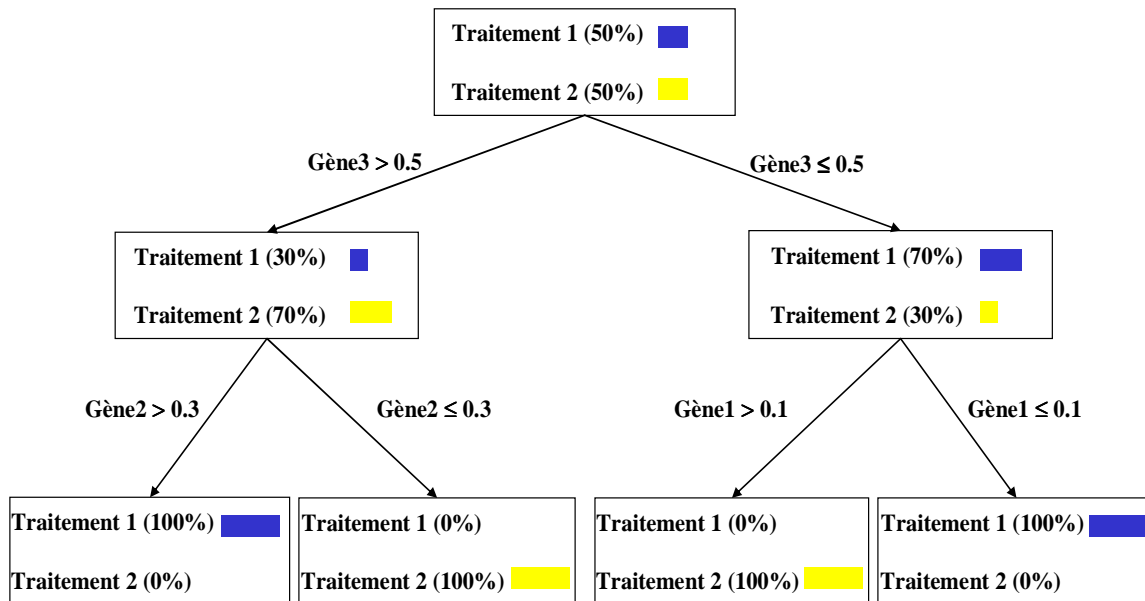 Traitement 1 (50%)
Traitement 2 (50%)
Gène3 > 0.5
Gène3 ≤ 0.5
Traitement 1 (30%)
Traitement 2 (70%)
Traitement 1 (70%)
Traitement 2 (30%)
Gène2 > 0.3
Gène2 ≤ 0.3
Gène1 > 0.1
Gène1 ≤ 0.1
Traitement 1 (100%)
Traitement 2 (0%)
Traitement 1 (0%)
Traitement 2 (100%)
Traitement 1 (0%)
Traitement 2 (100%)
Traitement 1 (100%)
Traitement 2 (0%)